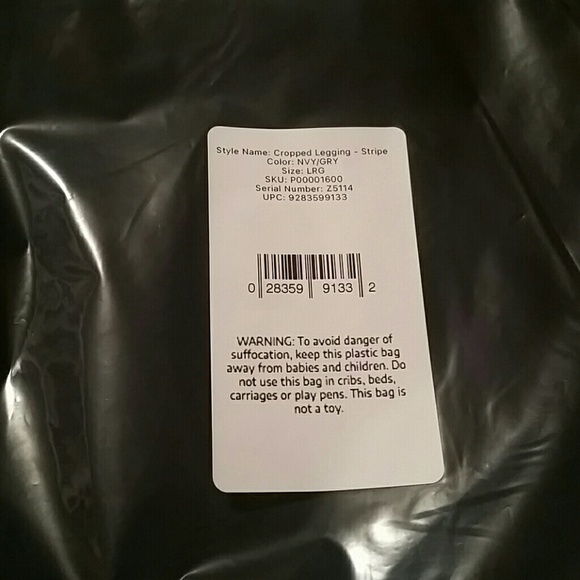 Style Name: Cropped Legging - Stripe
Color: NVY/GRY
Size: LRG
SKU: P00001600
Serial Number: Z5114
UPC: 9283599133
0 28359 9133 2
WARNING: To avoid danger of
suffocation, keep this plastic bag
away from babies and children. Do
not use this bag in cribs, beds,
carriages or play pens. This bag is
not a toy.